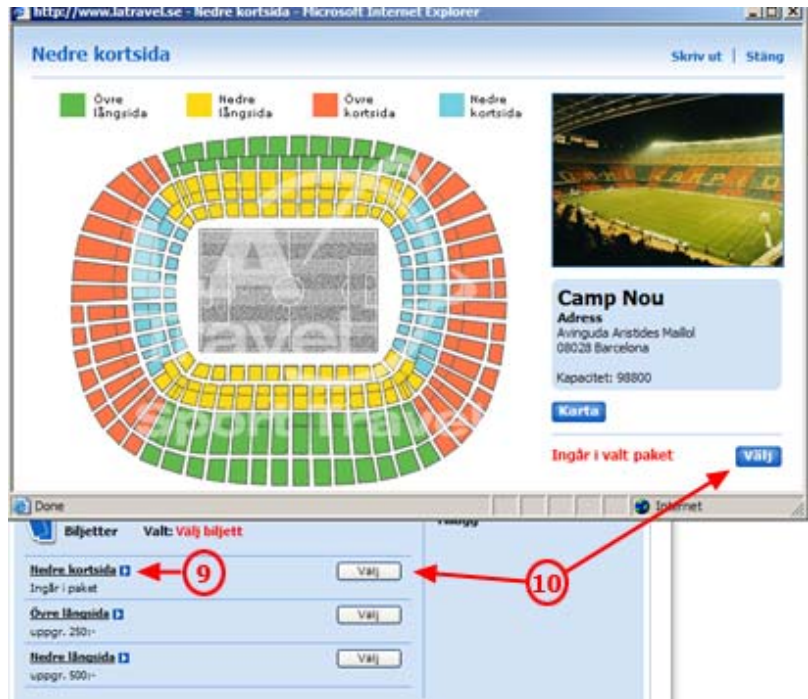 http://www.latravel.se - Nedre kortsida - Microsoft Internet Explorer
Nedre kortsida
Skriv ut | Stäng
Övre långsida
Nedre långsida
Övre kortsida
Nedre kortsida
Travel
Sport Travel
Camp Nou
Adress
Avinguda Aristides Maillol
08028 Barcelona
Kapacitet: 98800
Karta
Ingår i valt paket
Välj
Done
Internet
Biljetter Valt: Välj biljett
Nedre kortsida
9
Välj
10
Ingår i paket
Övre långsida
Välj
uppgr. 250:-
Nedre långsida
Välj
uppgr. 500:-